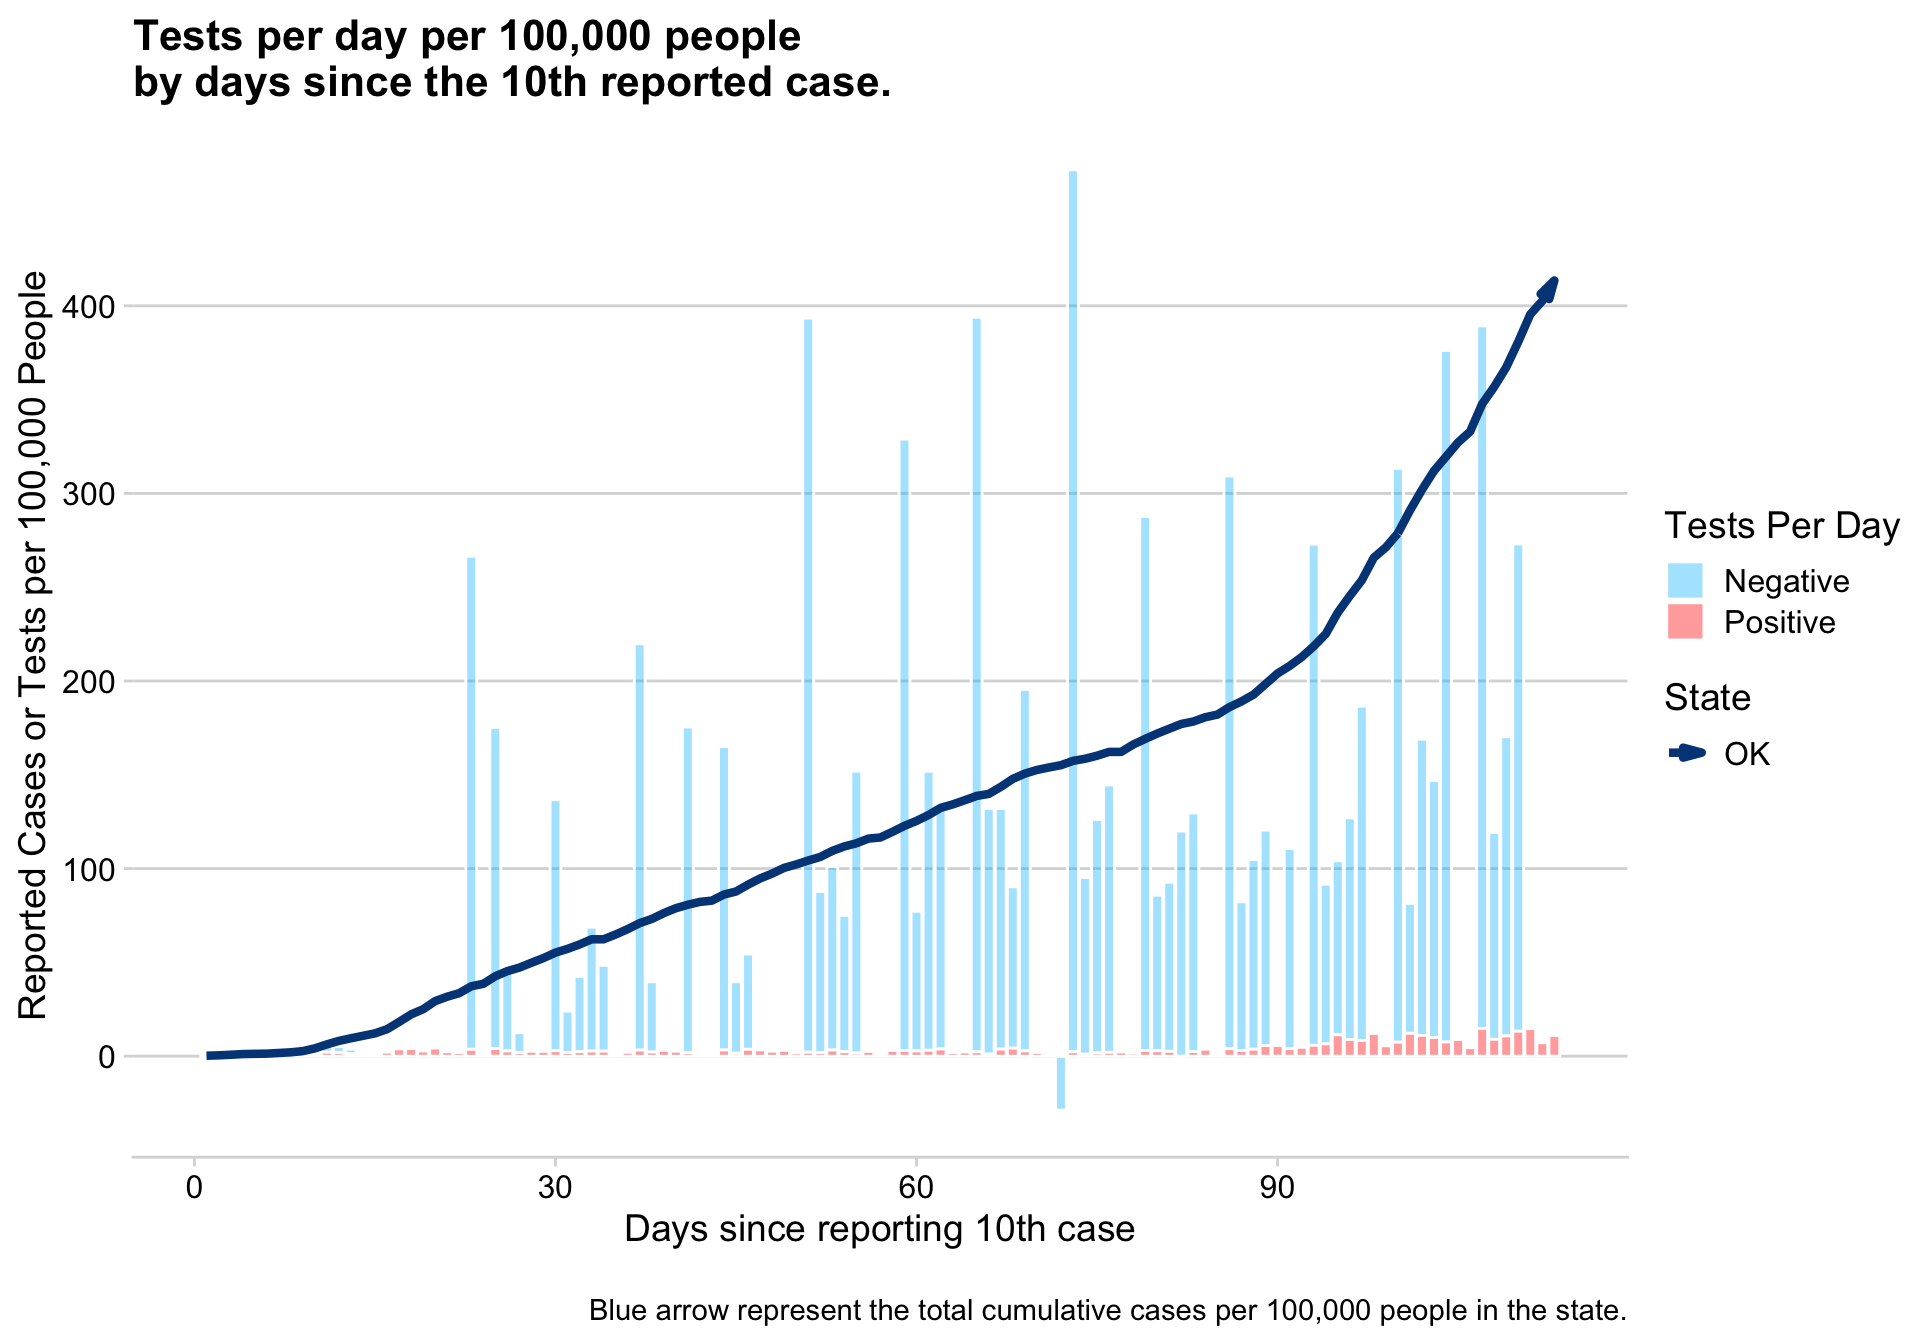 Tests per day per 100,000 people
by days since the 10th reported case.
Reported Cases or Tests per 100,000 People
400
300
200
100
0
0
30
60
90
Days since reporting 10th case
Tests Per Day
Negative
Positive
State
OK
Blue arrow represent the total cumulative cases per 100,000 people in the state.